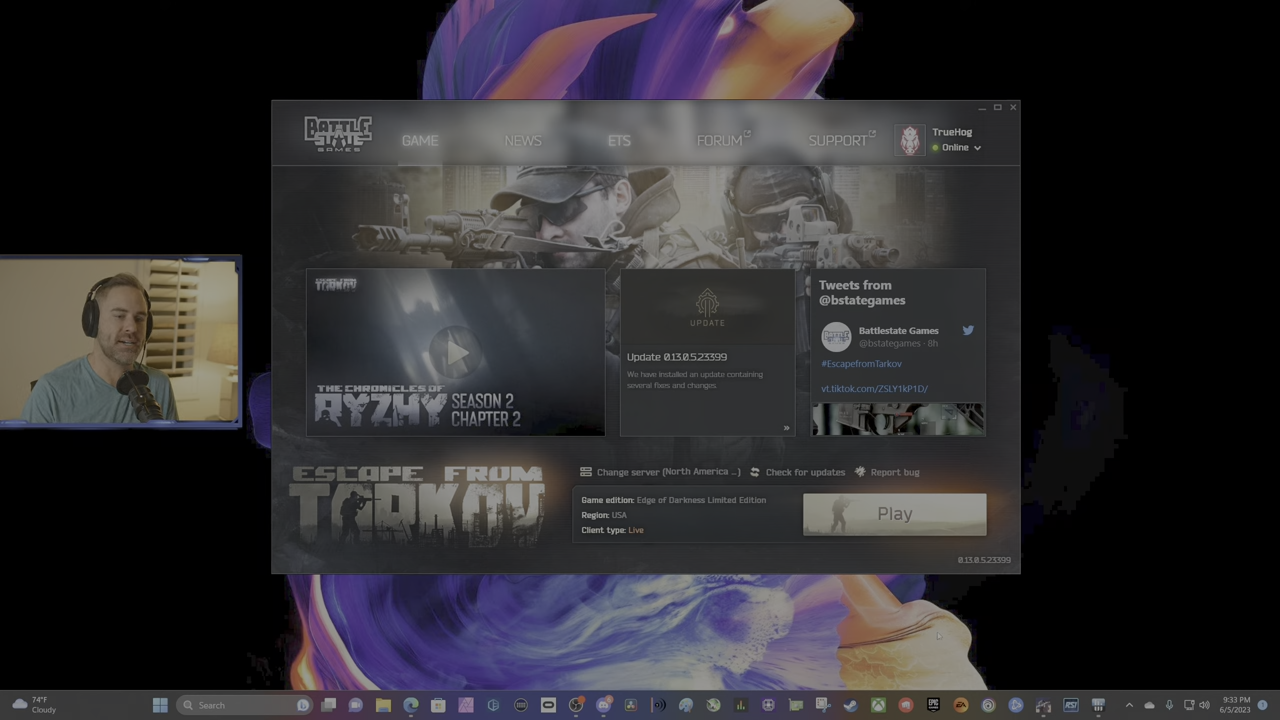 BATTLE
STATE
GAMES
GAME
NEWS
ETS
FORUM
SUPPORT
TrueHog
Online
TARKOV
THE CHRONICLES OF
RYZHY
SEASON 2
CHAPTER 2
UPDATE
Update 0.13.0.5.23399
We have installed an update containing
several fixes and changes.
»
Tweets from
@bstategames
Battlestate Games
@bstategames · 8h
#EscapefromTarkov
vt.tiktok.com/ZSLY1kP1D/
ESCAPE FROM
TARKOV
Change server (North America ...)
Check for updates
Report bug
Game edition: Edge of Darkness Limited Edition
Region: USA
Client type: Live
Play
0.13.0.5.23399
74°F
Cloudy
Search
EPIC
EA
9:33 PM
6/5/2023